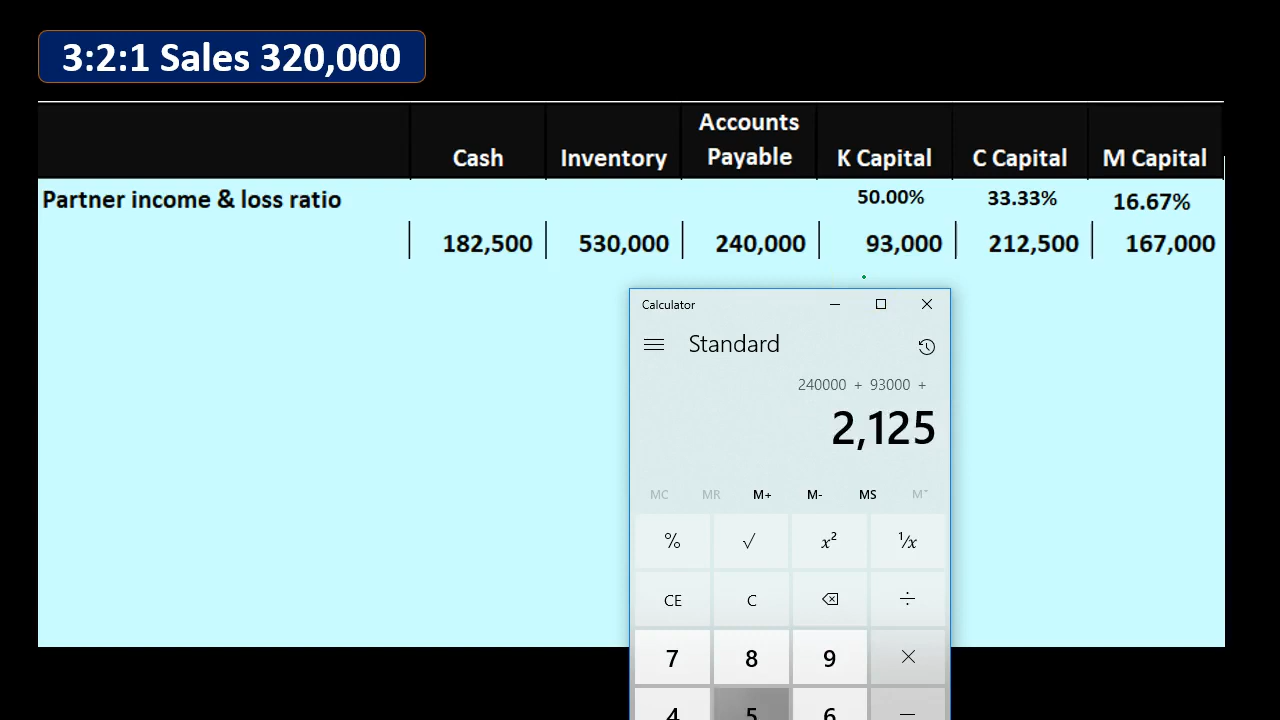 3:2:1 Sales 320,000
Cash Inventory Accounts Payable K Capital C Capital M Capital
Partner income & loss ratio 50.00% 33.33% 16.67%
182,500 530,000 240,000 93,000 212,500 167,000
Calculator
Standard
240000 + 93000 +
2,125
MC MR M+ M- MS M˅
% √ x² ¹/x
CE C ÷
7 8 9 ×
4 5 6 −